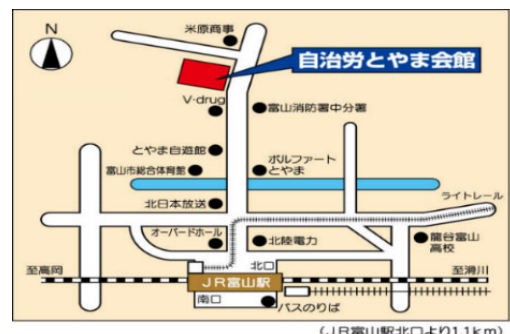 N
米原商事
自治労とやま会館
V・drug
富山消防署中分署
とやま自遊館
富山市総合体育館
ボルファート
とやま
ライトレール
北日本放送
オーバードホール
北陸電力
龍谷富山
高校
至高岡
北口
至滑川
JR富山駅
南口
バスのりば
(JR富山駅北口より1.1km)